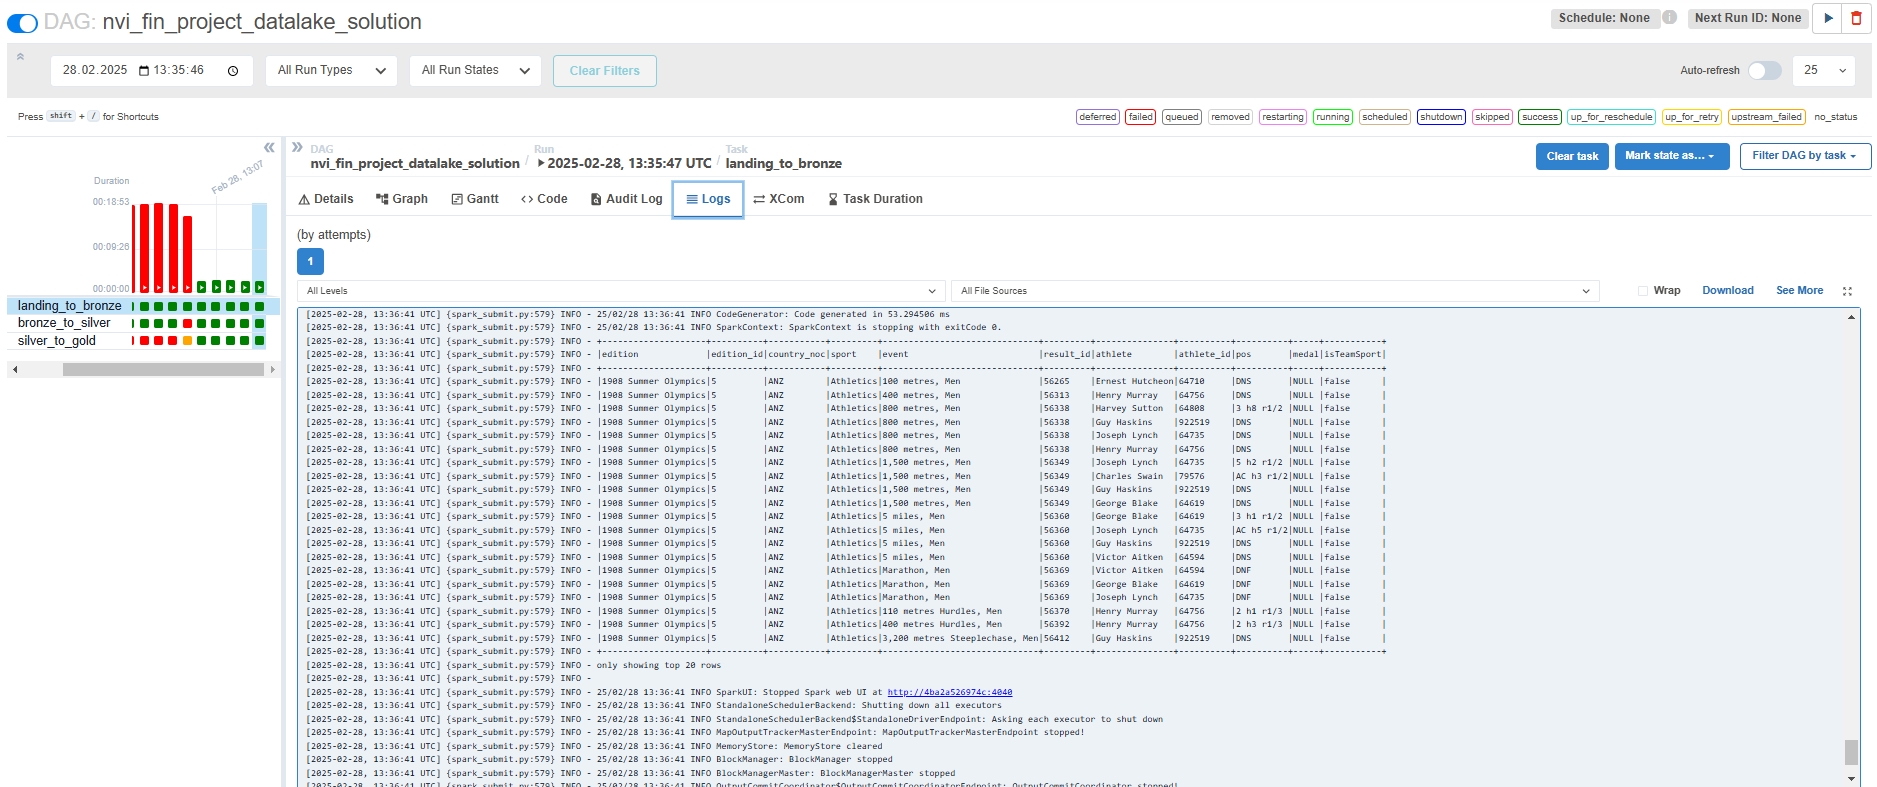 DAG: nvi_fin_project_datalake_solution
Schedule: None
Next Run ID: None
28.02.2025 13:35:46
All Run Types
All Run States
Clear Filters
Auto-refresh
25
Press shift + / for Shortcuts
deferred failed queued removed restarting running scheduled shutdown skipped success up_for_reschedule up_for_retry upstream_failed no_status
Duration
Feb 28, 13:07
00:18:53
00:09:26
00:00:00
landing_to_bronze
bronze_to_silver
silver_to_gold
DAG
nvi_fin_project_datalake_solution
/
Run
2025-02-28, 13:35:47 UTC
/
Task
landing_to_bronze
Clear task
Mark state as...
Filter DAG by task
Details
Graph
Gantt
<> Code
Audit Log
Logs
XCom
Task Duration
(by attempts)
1
All Levels
All File Sources
Wrap
Download
See More
[2025-02-28, 13:36:41 UTC] {spark_submit.py:579} INFO - 25/02/28 13:36:41 INFO CodeGenerator: Code generated in 53.294506 ms
[2025-02-28, 13:36:41 UTC] {spark_submit.py:579} INFO - 25/02/28 13:36:41 INFO SparkContext: SparkContext is stopping with exitCode 0.
[2025-02-28, 13:36:41 UTC] {spark_submit.py:579} INFO - +--------------------+----------+-----------+---------+-----------------------------+---------+---------------+----------+----------+-----+-----------+
[2025-02-28, 13:36:41 UTC] {spark_submit.py:579} INFO - |edition |edition_id|country_noc|sport |event |result_id|athlete |athlete_id|pos |medal|isTeamSport|
[2025-02-28, 13:36:41 UTC] {spark_submit.py:579} INFO - +--------------------+----------+-----------+---------+-----------------------------+---------+---------------+----------+----------+-----+-----------+
[2025-02-28, 13:36:41 UTC] {spark_submit.py:579} INFO - |1908 Summer Olympics|5 |ANZ |Athletics|100 metres, Men |56265 |Ernest Hutcheon|64710 |DNS |NULL |false |
[2025-02-28, 13:36:41 UTC] {spark_submit.py:579} INFO - |1908 Summer Olympics|5 |ANZ |Athletics|400 metres, Men |56313 |Henry Murray |64756 |DNS |NULL |false |
[2025-02-28, 13:36:41 UTC] {spark_submit.py:579} INFO - |1908 Summer Olympics|5 |ANZ |Athletics|800 metres, Men |56338 |Harvey Sutton |64808 |3 h8 r1/2 |NULL |false |
[2025-02-28, 13:36:41 UTC] {spark_submit.py:579} INFO - |1908 Summer Olympics|5 |ANZ |Athletics|800 metres, Men |56338 |Guy Haskins |922519 |DNS |NULL |false |
[2025-02-28, 13:36:41 UTC] {spark_submit.py:579} INFO - |1908 Summer Olympics|5 |ANZ |Athletics|800 metres, Men |56338 |Joseph Lynch |64735 |DNS |NULL |false |
[2025-02-28, 13:36:41 UTC] {spark_submit.py:579} INFO - |1908 Summer Olympics|5 |ANZ |Athletics|800 metres, Men |56338 |Henry Murray |64756 |DNS |NULL |false |
[2025-02-28, 13:36:41 UTC] {spark_submit.py:579} INFO - |1908 Summer Olympics|5 |ANZ |Athletics|1,500 metres, Men |56349 |Joseph Lynch |64735 |5 h2 r1/2 |NULL |false |
[2025-02-28, 13:36:41 UTC] {spark_submit.py:579} INFO - |1908 Summer Olympics|5 |ANZ |Athletics|1,500 metres, Men |56349 |Charles Swain |79576 |AC h3 r1/2|NULL |false |
[2025-02-28, 13:36:41 UTC] {spark_submit.py:579} INFO - |1908 Summer Olympics|5 |ANZ |Athletics|1,500 metres, Men |56349 |Guy Haskins |922519 |DNS |NULL |false |
[2025-02-28, 13:36:41 UTC] {spark_submit.py:579} INFO - |1908 Summer Olympics|5 |ANZ |Athletics|1,500 metres, Men |56349 |George Blake |64619 |DNS |NULL |false |
[2025-02-28, 13:36:41 UTC] {spark_submit.py:579} INFO - |1908 Summer Olympics|5 |ANZ |Athletics|5 miles, Men |56360 |George Blake |64619 |3 h1 r1/2 |NULL |false |
[2025-02-28, 13:36:41 UTC] {spark_submit.py:579} INFO - |1908 Summer Olympics|5 |ANZ |Athletics|5 miles, Men |56360 |Joseph Lynch |64735 |AC h5 r1/2|NULL |false |
[2025-02-28, 13:36:41 UTC] {spark_submit.py:579} INFO - |1908 Summer Olympics|5 |ANZ |Athletics|5 miles, Men |56360 |Guy Haskins |922519 |DNS |NULL |false |
[2025-02-28, 13:36:41 UTC] {spark_submit.py:579} INFO - |1908 Summer Olympics|5 |ANZ |Athletics|5 miles, Men |56360 |Victor Aitken |64594 |DNS |NULL |false |
[2025-02-28, 13:36:41 UTC] {spark_submit.py:579} INFO - |1908 Summer Olympics|5 |ANZ |Athletics|Marathon, Men |56369 |Victor Aitken |64594 |DNF |NULL |false |
[2025-02-28, 13:36:41 UTC] {spark_submit.py:579} INFO - |1908 Summer Olympics|5 |ANZ |Athletics|Marathon, Men |56369 |George Blake |64619 |DNF |NULL |false |
[2025-02-28, 13:36:41 UTC] {spark_submit.py:579} INFO - |1908 Summer Olympics|5 |ANZ |Athletics|Marathon, Men |56369 |Joseph Lynch |64735 |DNF |NULL |false |
[2025-02-28, 13:36:41 UTC] {spark_submit.py:579} INFO - |1908 Summer Olympics|5 |ANZ |Athletics|110 metres Hurdles, Men |56370 |Henry Murray |64756 |2 h1 r1/3 |NULL |false |
[2025-02-28, 13:36:41 UTC] {spark_submit.py:579} INFO - |1908 Summer Olympics|5 |ANZ |Athletics|400 metres Hurdles, Men |56392 |Henry Murray |64756 |2 h3 r1/3 |NULL |false |
[2025-02-28, 13:36:41 UTC] {spark_submit.py:579} INFO - |1908 Summer Olympics|5 |ANZ |Athletics|3,200 metres Steeplechase, Men|56412 |Guy Haskins |922519 |DNS |NULL |false |
[2025-02-28, 13:36:41 UTC] {spark_submit.py:579} INFO - +--------------------+----------+-----------+---------+-----------------------------+---------+---------------+----------+----------+-----+-----------+
[2025-02-28, 13:36:41 UTC] {spark_submit.py:579} INFO - only showing top 20 rows
[2025-02-28, 13:36:41 UTC] {spark_submit.py:579} INFO -
[2025-02-28, 13:36:41 UTC] {spark_submit.py:579} INFO - 25/02/28 13:36:41 INFO SparkUI: Stopped Spark web UI at http://4ba2a526974c:4040
[2025-02-28, 13:36:41 UTC] {spark_submit.py:579} INFO - 25/02/28 13:36:41 INFO StandaloneSchedulerBackend: Shutting down all executors
[2025-02-28, 13:36:41 UTC] {spark_submit.py:579} INFO - 25/02/28 13:36:41 INFO StandaloneSchedulerBackend$StandaloneDriverEndpoint: Asking each executor to shut down
[2025-02-28, 13:36:41 UTC] {spark_submit.py:579} INFO - 25/02/28 13:36:41 INFO MapOutputTrackerMasterEndpoint: MapOutputTrackerMasterEndpoint stopped!
[2025-02-28, 13:36:41 UTC] {spark_submit.py:579} INFO - 25/02/28 13:36:41 INFO MemoryStore: MemoryStore cleared
[2025-02-28, 13:36:41 UTC] {spark_submit.py:579} INFO - 25/02/28 13:36:41 INFO BlockManager: BlockManager stopped
[2025-02-28, 13:36:41 UTC] {spark_submit.py:579} INFO - 25/02/28 13:36:41 INFO BlockManagerMaster: BlockManagerMaster stopped
[2025-02-28, 13:36:41 UTC] {spark_submit.py:579} INFO - 25/02/28 13:36:41 INFO OutputCommitCoordinator$OutputCommitCoordinatorEndpoint: OutputCommitCoordinator stopped!